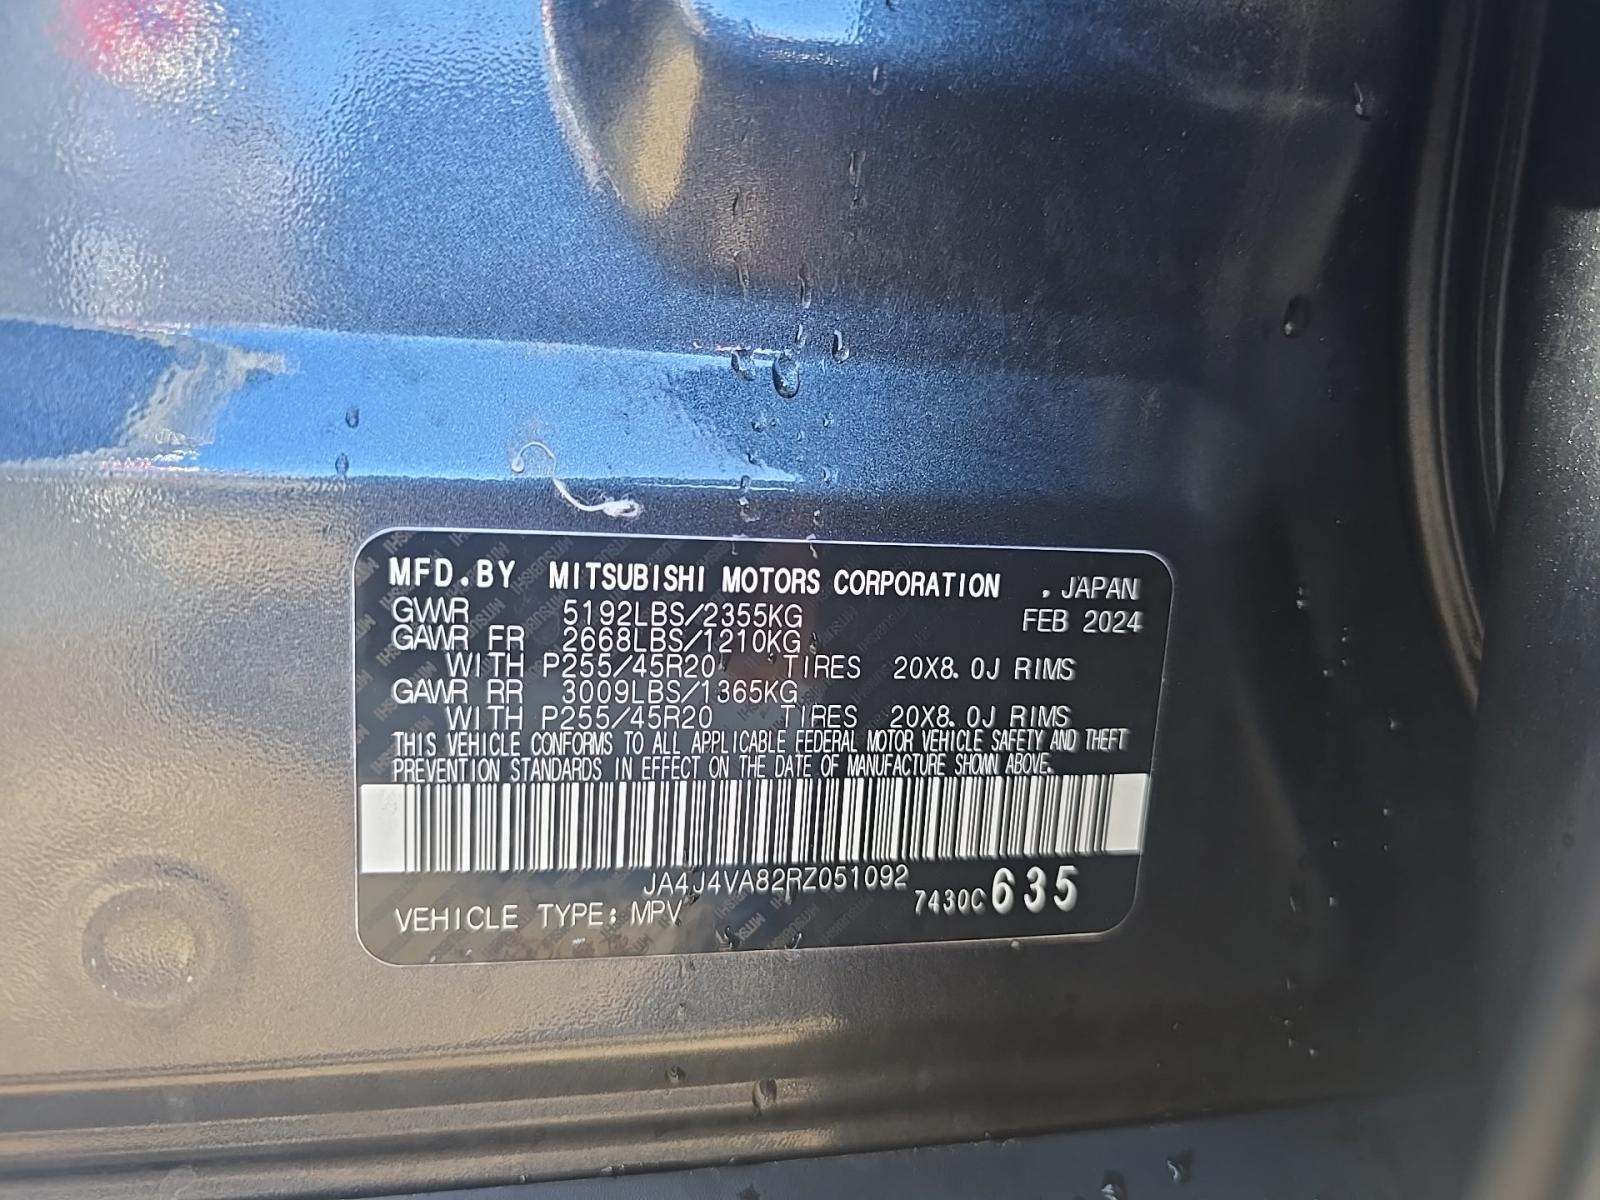 MFD.BY MITSUBISHI MOTORS CORPORATION , JAPAN
GVWR 5192LBS/2355KG FEB 2024
GAWR FR 2668LBS/1210KG
WITH P255/45R20 TIRES 20X8.0J RIMS
GAWR RR 3009LBS/1365KG
WITH P255/45R20 TIRES 20X8.0J RIMS
THIS VEHICLE CONFORMS TO ALL APPLICABLE FEDERAL MOTOR VEHICLE SAFETY AND THEFT
PREVENTION STANDARDS IN EFFECT ON THE DATE OF MANUFACTURE SHOWN ABOVE.
JA4J4VA82RZ051092
VEHICLE TYPE: MPV 7430C 635